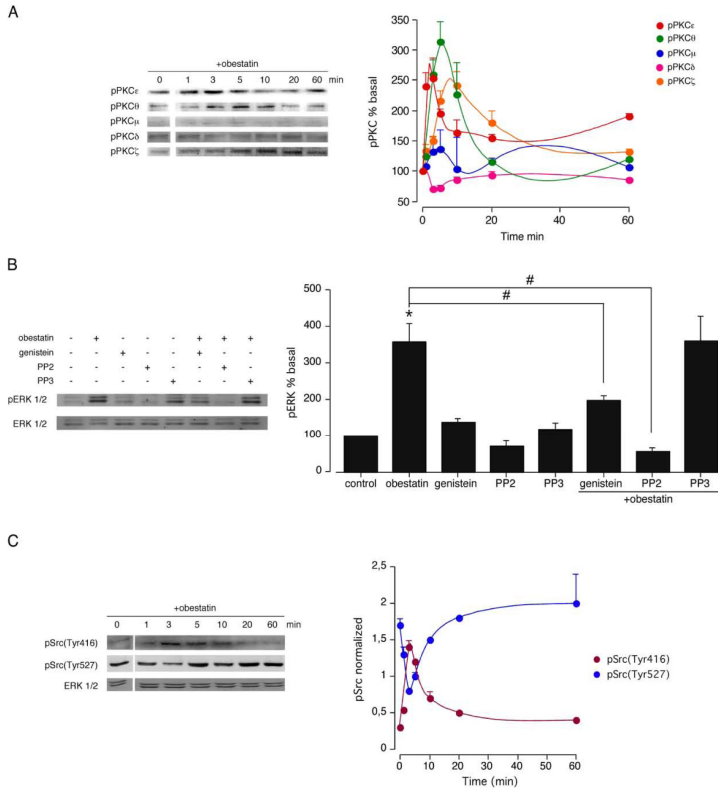 A
+obestatin
0 1 3 5 10 20 60 min
pPKCε
pPKCθ
pPKCμ
pPKCδ
pPKCζ
pPKC % basal
350
300
250
200
150
100
50
0 20 40 60
Time min
pPKCε
pPKCθ
pPKCμ
pPKCδ
pPKCζ
B
obestatin - + - - - + + +
genistein - - + - - + - -
PP2 - - - + - - + -
PP3 - - - - + - - +
pERK 1/2
ERK 1/2
pERK % basal
500
400
300
200
100
0
*
#
#
control obestatin genistein PP2 PP3 genistein PP2 PP3
+obestatin
C
+obestatin
0 1 3 5 10 20 60 min
pSrc(Tyr416)
pSrc(Tyr527)
ERK 1/2
pSrc normalized
2,5
2
1,5
1
0,5
0
0 10 20 30 40 50 60
Time (min)
pSrc(Tyr416)
pSrc(Tyr527)